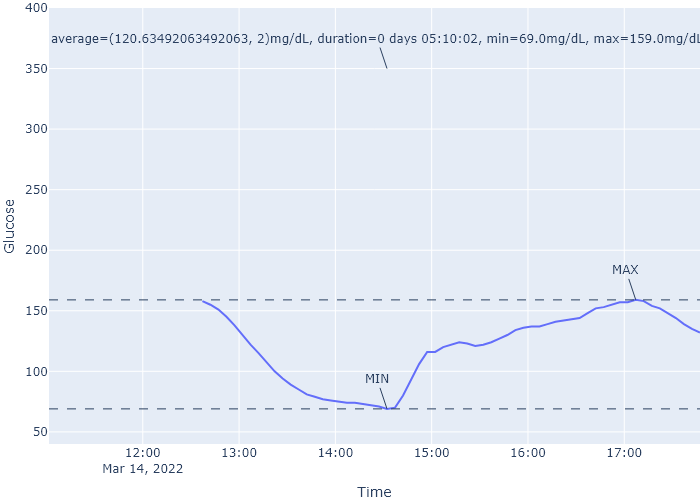 400
average=(120.63492063492063, 2)mg/dL, duration=0 days 05:10:02, min=69.0mg/dL, max=159.0mg/dL
350
300
250
200
150
100
50
Glucose
MAX
MIN
12:00
13:00
14:00
15:00
16:00
17:00
Mar 14, 2022
Time